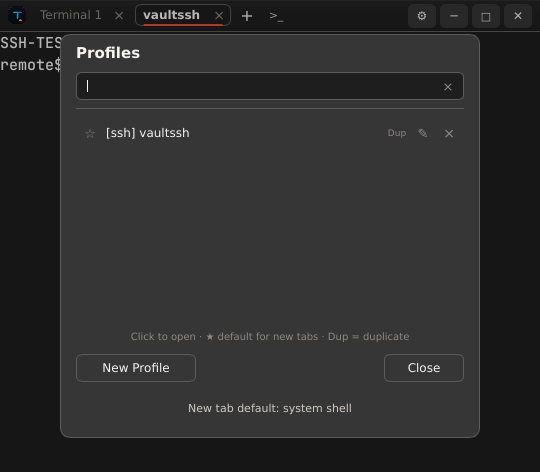 Terminal 1 × vaultssh × + >_ ⚙ − □ ×
SSH-TES
remote$
Profiles
×
☆ [ssh] vaultssh Dup ✎ ×
Click to open · ★ default for new tabs · Dup = duplicate
New Profile Close
New tab default: system shell